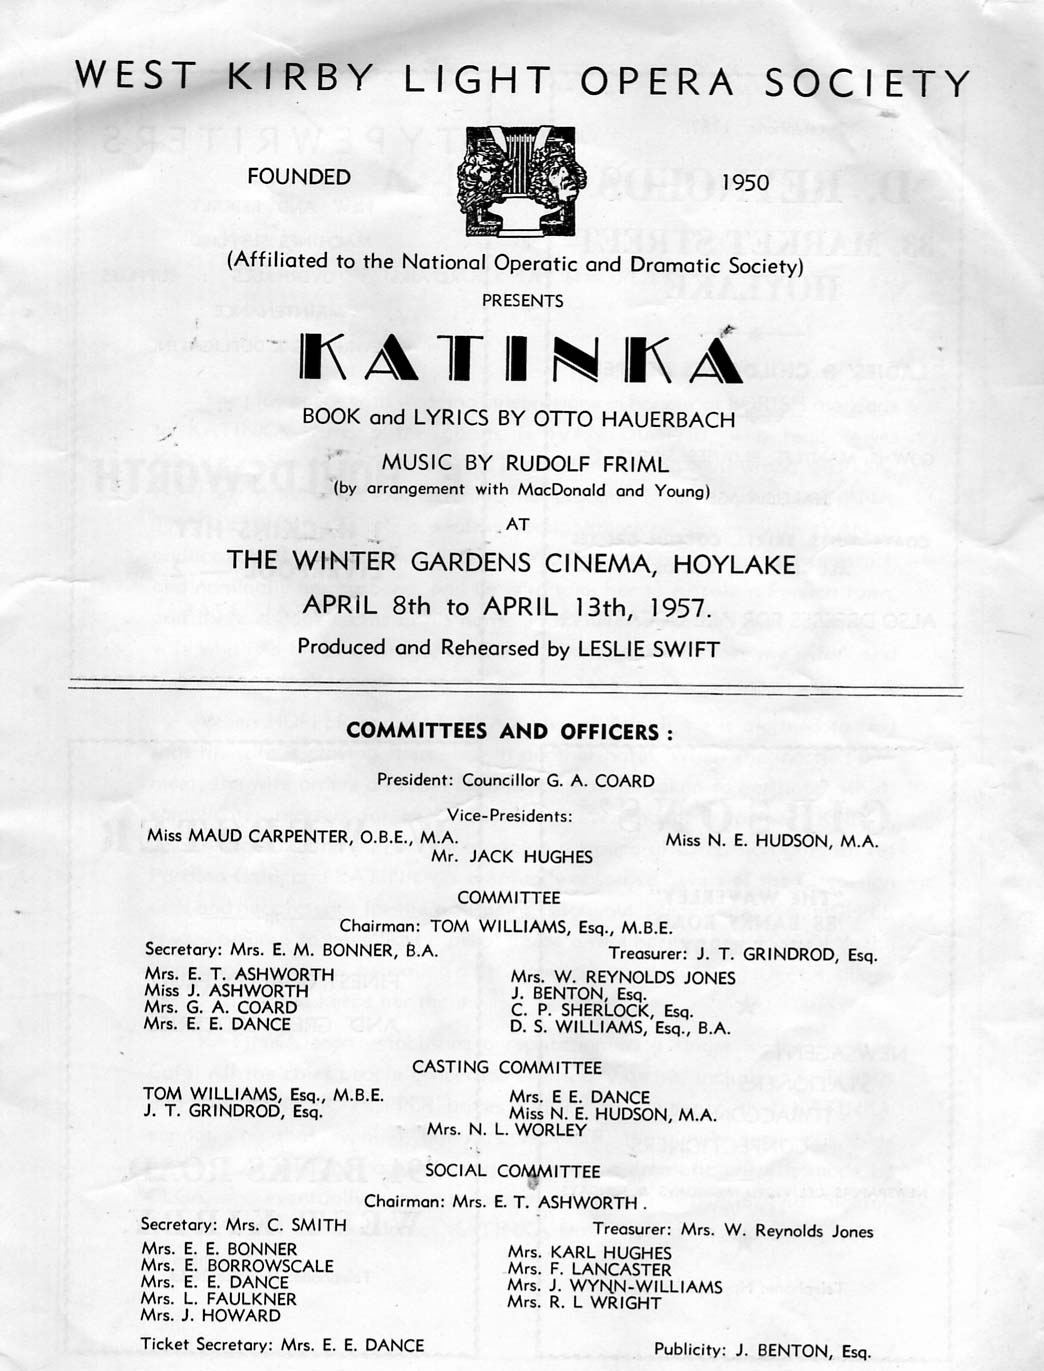 WEST KIRBY LIGHT OPERA SOCIETY
FOUNDED 1950
(Affiliated to the National Operatic and Dramatic Society)
PRESENTS
KATINKA
BOOK and LYRICS BY OTTO HAUERBACH
MUSIC BY RUDOLF FRIML
(by arrangement with MacDonald and Young)
AT
THE WINTER GARDENS CINEMA, HOYLAKE
APRIL 8th to APRIL 13th, 1957.
Produced and Rehearsed by LESLIE SWIFT
COMMITTEES AND OFFICERS :
President: Councillor G. A. COARD
Vice-Presidents:
Miss MAUD CARPENTER, O.B.E., M.A. Miss N. E. HUDSON, M.A.
Mr. JACK HUGHES
COMMITTEE
Chairman: TOM WILLIAMS, Esq., M.B.E.
Secretary: Mrs. E. M. BONNER, B.A. Treasurer: J. T. GRINDROD, Esq.
Mrs. E. T. ASHWORTH Mrs. W. REYNOLDS JONES
Miss J. ASHWORTH J. BENTON, Esq.
Mrs. G. A. COARD C. P. SHERLOCK, Esq.
Mrs. E. E. DANCE D. S. WILLIAMS, Esq., B.A.
CASTING COMMITTEE
TOM WILLIAMS, Esq., M.B.E. Mrs. E E. DANCE
J. T. GRINDROD, Esq. Miss N. E. HUDSON, M.A.
Mrs. N. L. WORLEY
SOCIAL COMMITTEE
Chairman: Mrs. E. T. ASHWORTH .
Secretary: Mrs. C. SMITH Treasurer: Mrs. W. Reynolds Jones
Mrs. E. E. BONNER Mrs. KARL HUGHES
Mrs. E. BORROWSCALE Mrs. F. LANCASTER
Mrs. E. E. DANCE Mrs. J. WYNN-WILLIAMS
Mrs. L. FAULKNER Mrs. R. L WRIGHT
Mrs. J. HOWARD
Ticket Secretary: Mrs. E. E. DANCE Publicity: J. BENTON, Esq.